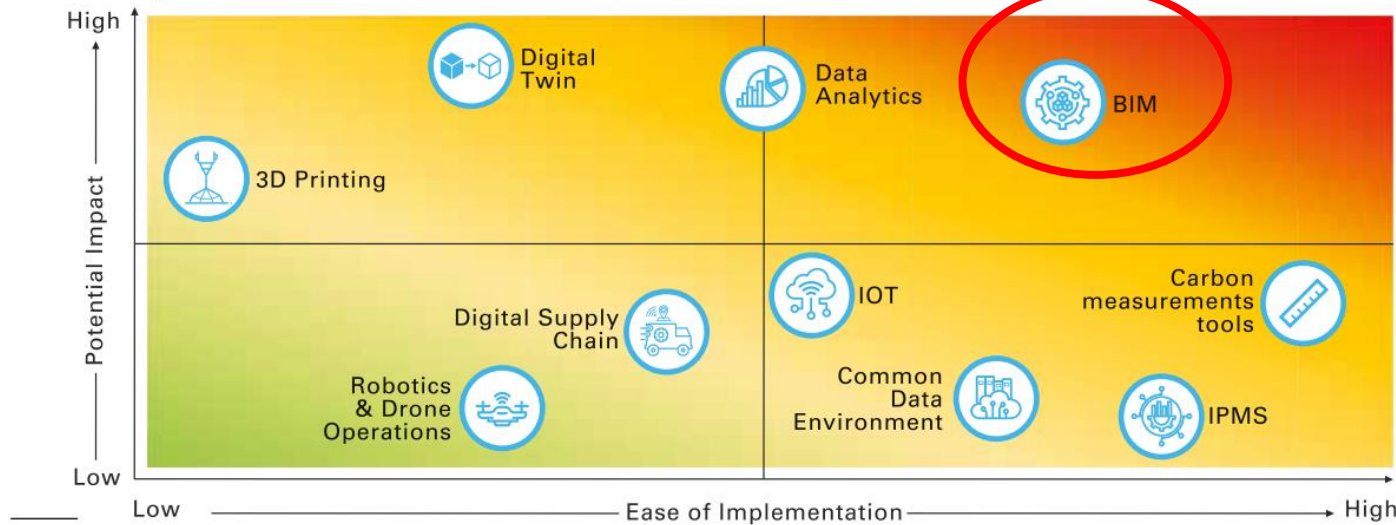 High
Digital
Twin
Data
Analytics
BIM
3D Printing
Potential Impact
IOT
Carbon
measurements
tools
Digital Supply
Chain
Robotics
& Drone
Operations
Common
Data
Environment
IPMS
Low
Low
Ease of Implementation
High